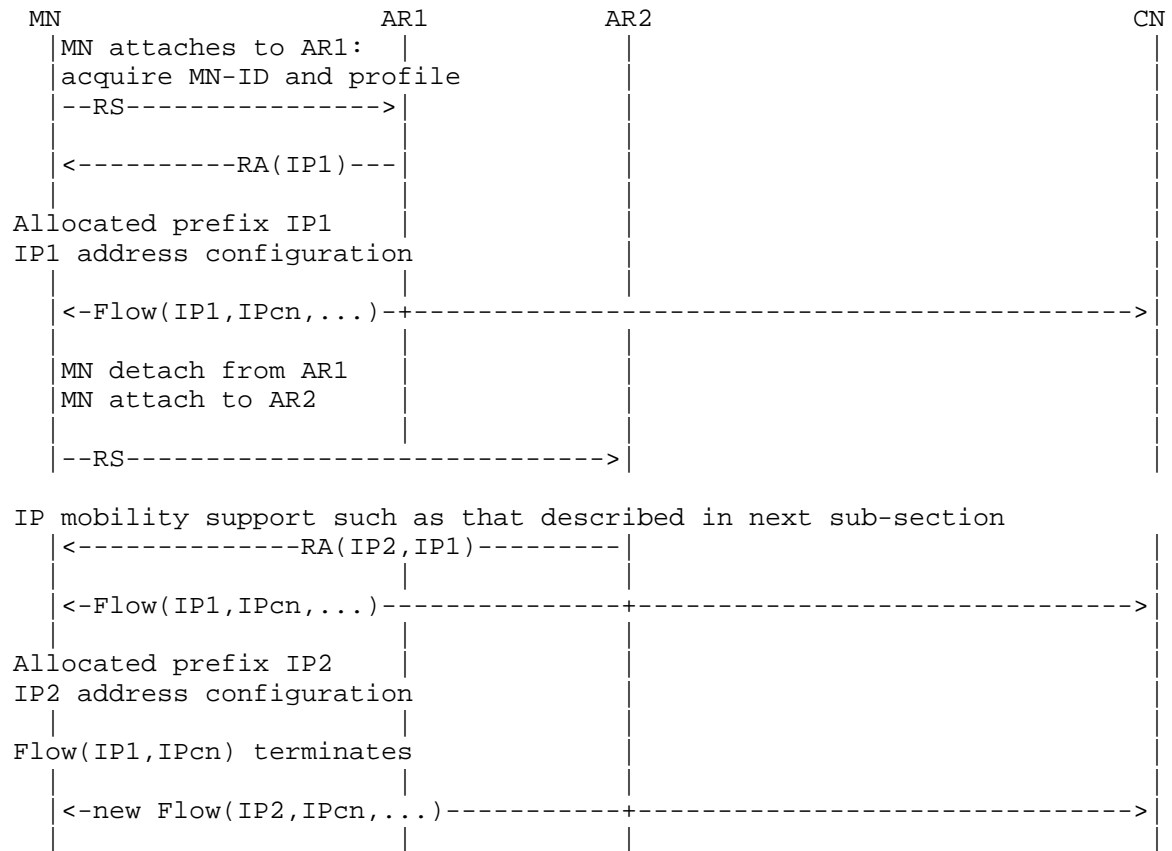 MN                     AR1            AR2                               CN
MN attaches to AR1:
acquire MN-ID and profile
--RS---------------->
<----------RA(IP1)---
Allocated prefix IP1
IP1 address configuration
<-Flow(IP1,IPcn,...)-+--------------------------------------------->
MN detach from AR1
MN attach to AR2
--RS------------------------------>
IP mobility support such as that described in next sub-section
<--------------RA(IP2,IP1)---------
<-Flow(IP1,IPcn,...)---------------+------------------------------->
Allocated prefix IP2
IP2 address configuration
Flow(IP1,IPcn) terminates
<-new Flow(IP2,IPcn,...)-----------+------------------------------->